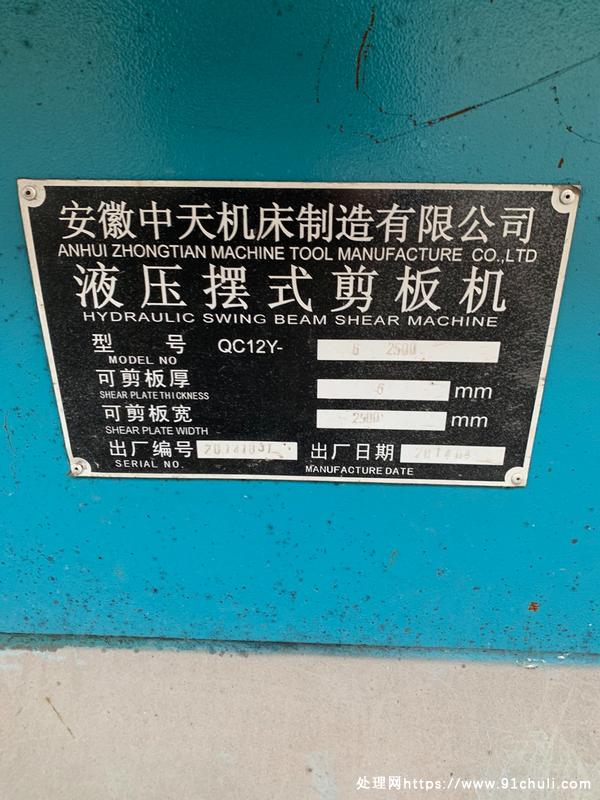 安徽中天机床制造有限公司
ANHUI ZHONGTIAN MACHINE TOOL MANUFACTURE CO.,LTD
液压摆式剪板机
HYDRAULIC SWING BEAM SHEAR MACHINE
型 号 QC12Y- 6 2500
MODEL NO
可剪板厚 6 mm
SHEAR PLATE THICKNESS
可剪板宽 2500 mm
SHEAR PLATE WIDTH
出厂编号 出厂日期
SERIAL NO. MANUFACTURE DATE
处理网https://www.91chuli.com